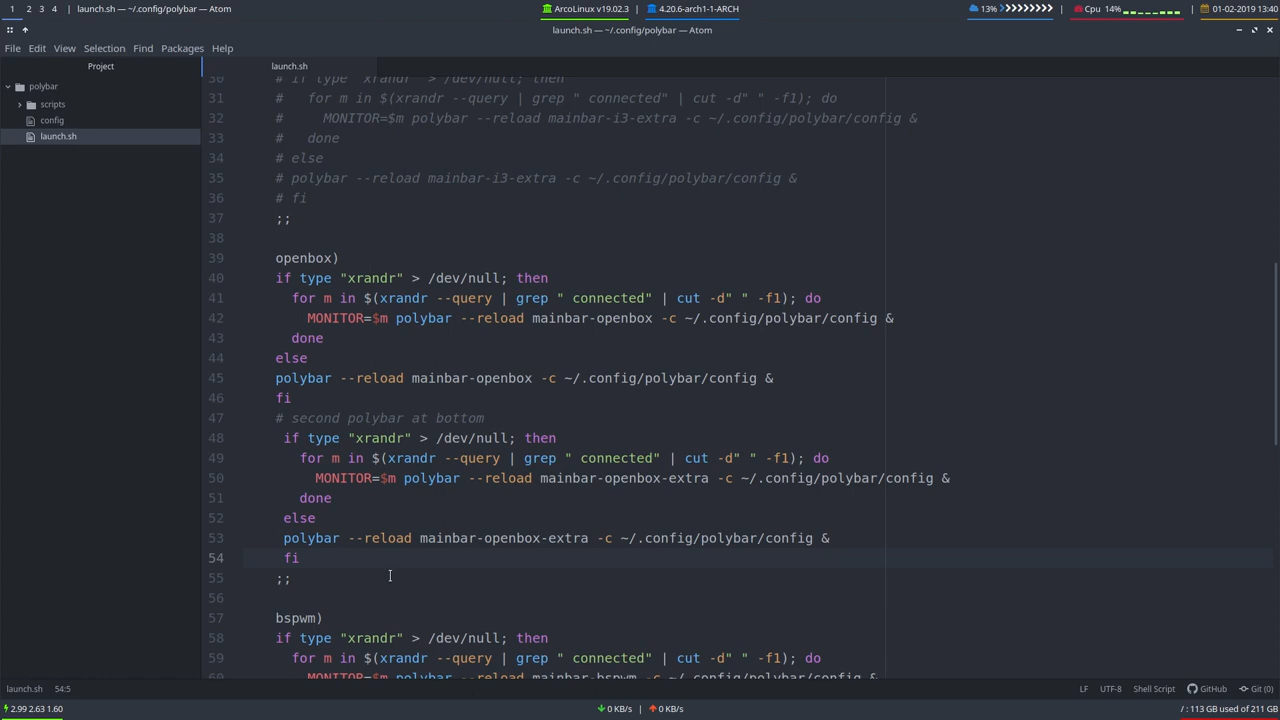 1 2 3 4 | launch.sh — ~/.config/polybar — Atom
ArcoLinux v19.02.3 | 4.20.6-arch1-1-ARCH
13% | Cpu 14% | 01-02-2019 13:40
launch.sh — ~/.config/polybar — Atom
File Edit View Selection Find Packages Help
Project
launch.sh
polybar
scripts
config
launch.sh
30 # if type "xrandr" > /dev/null; then
31 #   for m in $(xrandr --query | grep " connected" | cut -d" " -f1); do
32 #     MONITOR=$m polybar --reload mainbar-i3-extra -c ~/.config/polybar/config &
33 #   done
34 # else
35 # polybar --reload mainbar-i3-extra -c ~/.config/polybar/config &
36 # fi
37 ;;
38
39 openbox)
40 if type "xrandr" > /dev/null; then
41   for m in $(xrandr --query | grep " connected" | cut -d" " -f1); do
42     MONITOR=$m polybar --reload mainbar-openbox -c ~/.config/polybar/config &
43   done
44 else
45 polybar --reload mainbar-openbox -c ~/.config/polybar/config &
46 fi
47 # second polybar at bottom
48  if type "xrandr" > /dev/null; then
49    for m in $(xrandr --query | grep " connected" | cut -d" " -f1); do
50      MONITOR=$m polybar --reload mainbar-openbox-extra -c ~/.config/polybar/config &
51    done
52  else
53  polybar --reload mainbar-openbox-extra -c ~/.config/polybar/config &
54  fi
55 ;;
56
57 bspwm)
58 if type "xrandr" > /dev/null; then
59   for m in $(xrandr --query | grep " connected" | cut -d" " -f1); do
60     MONITOR=$m polybar --reload mainbar-bspwm -c ~/.config/polybar/config &
launch.sh 54:5
LF UTF-8 Shell Script GitHub Git (0)
2.99 2.63 1.60
0 KB/s | 0 KB/s
/ : 113 GB used of 211 GB